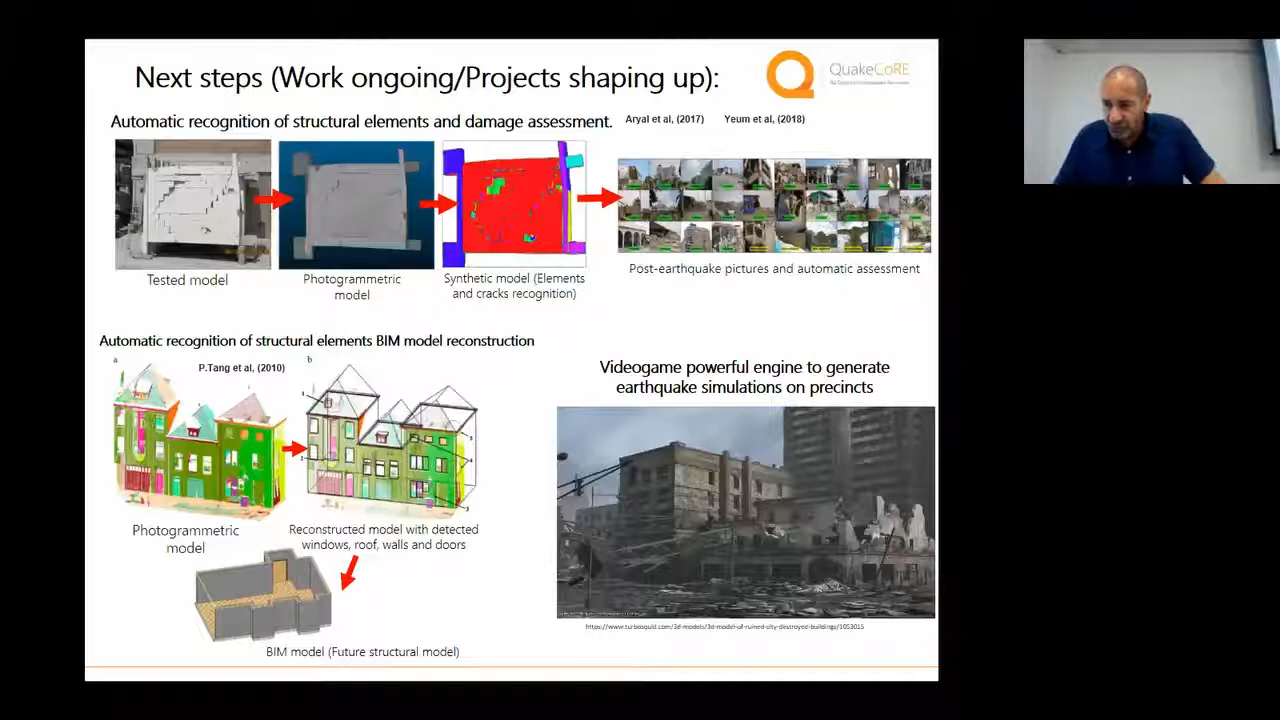 Next steps (Work ongoing/Projects shaping up):
QuakeCoRE
Automatic recognition of structural elements and damage assessment.
Aryal et al, (2017)
Yeum et al, (2018)
Tested model
Photogrammetric
model
Synthetic model (Elements
and cracks recognition)
Post-earthquake pictures and automatic assessment
Automatic recognition of structural elements BIM model reconstruction
a
P.Tang et al, (2010)
b
Photogrammetric
model
Reconstructed model with detected
windows, roof, walls and doors
BIM model (Future structural model)
Videogame powerful engine to generate
earthquake simulations on precincts
https://www.turbosquid.com/3d-models/3d-model-of-ruined-city-destroyed-buildings/1053015